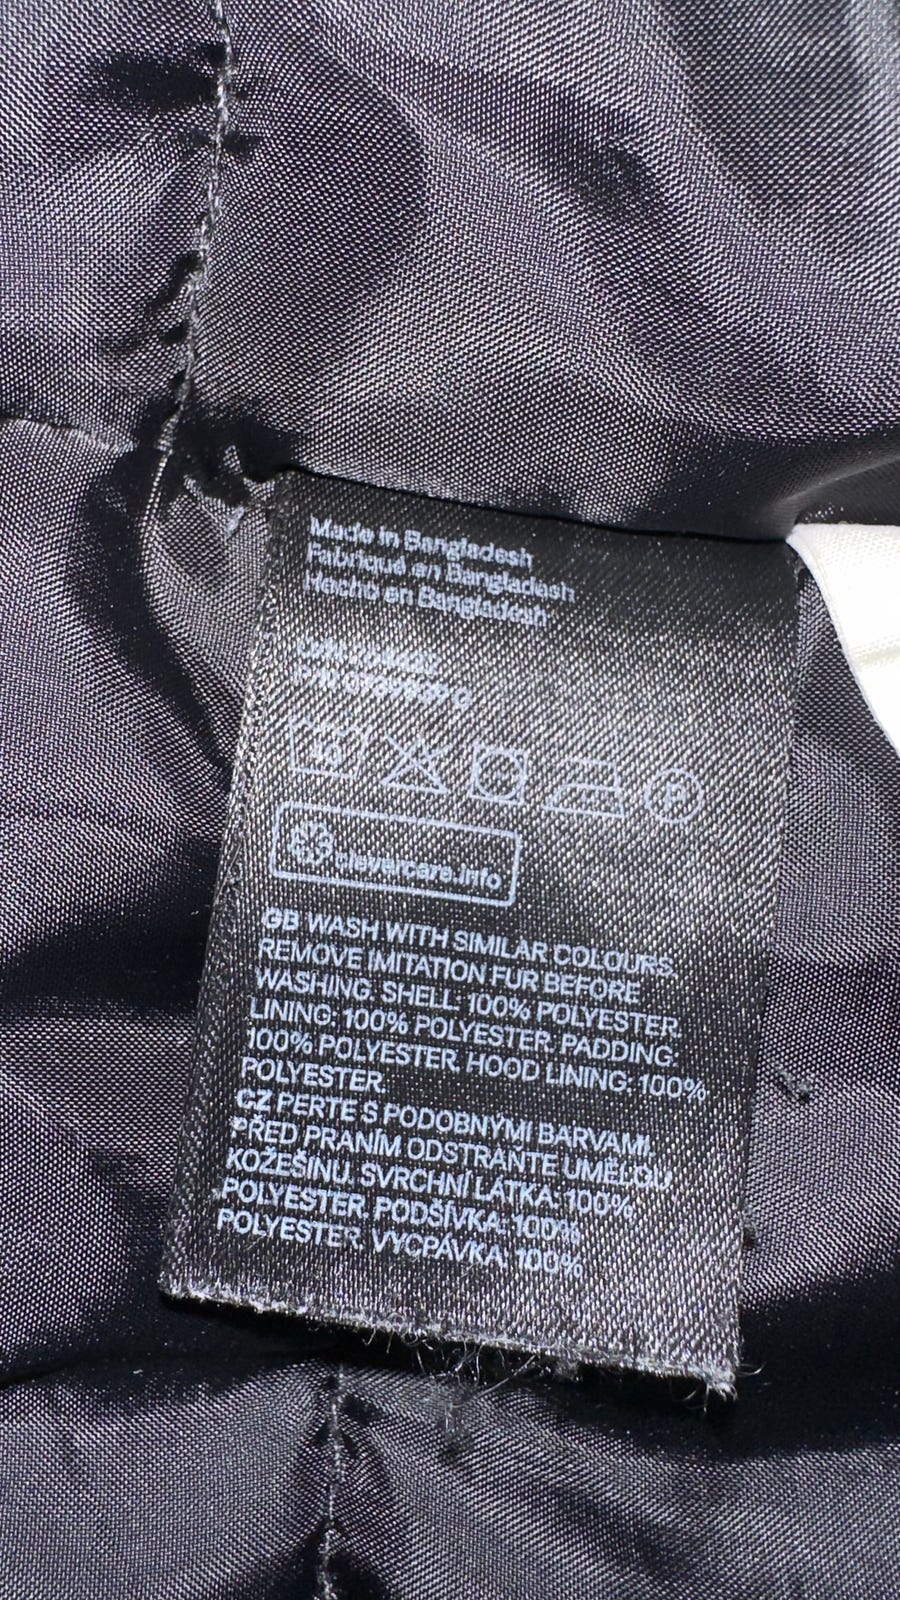 Made in Bangladesh
Fabriqué en Bangladesh
Hecho en Bangladesh
40
P
clevercare.info
GB WASH WITH SIMILAR COLOURS.
REMOVE IMITATION FUR BEFORE
WASHING. SHELL: 100% POLYESTER.
LINING: 100% POLYESTER. PADDING:
100% POLYESTER. HOOD LINING: 100%
POLYESTER.
CZ PERTE S PODOBNÝMI BARVAMI.
PŘED PRANÍM ODSTRAŇTE UMĚLOU
KOŽEŠINU. SVRCHNÍ LÁTKA: 100%
POLYESTER. PODŠÍVKA: 100%
POLYESTER. VYCPÁVKA: 100%